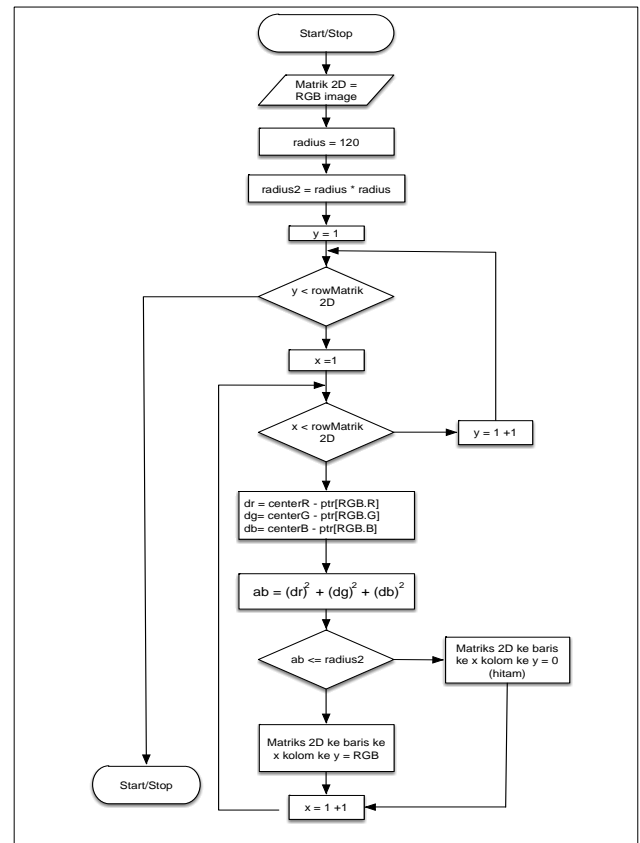 Start/Stop
Matrik 2D =
RGB image
radius = 120
radius2 = radius * radius
y = 1
y < rowMatrik
2D
x =1
x < rowMatrik
2D
y = 1 +1
dr = centerR - ptr[RGB.R]
dg= centerG - ptr[RGB.G]
db= centerB - ptr[RGB.B]
ab = (dr)² + (dg)² + (db)²
ab <= radius2
Matriks 2D ke baris
ke x kolom ke y = 0
(hitam)
Matriks 2D ke baris ke
x kolom ke y = RGB
Start/Stop
x = 1 +1